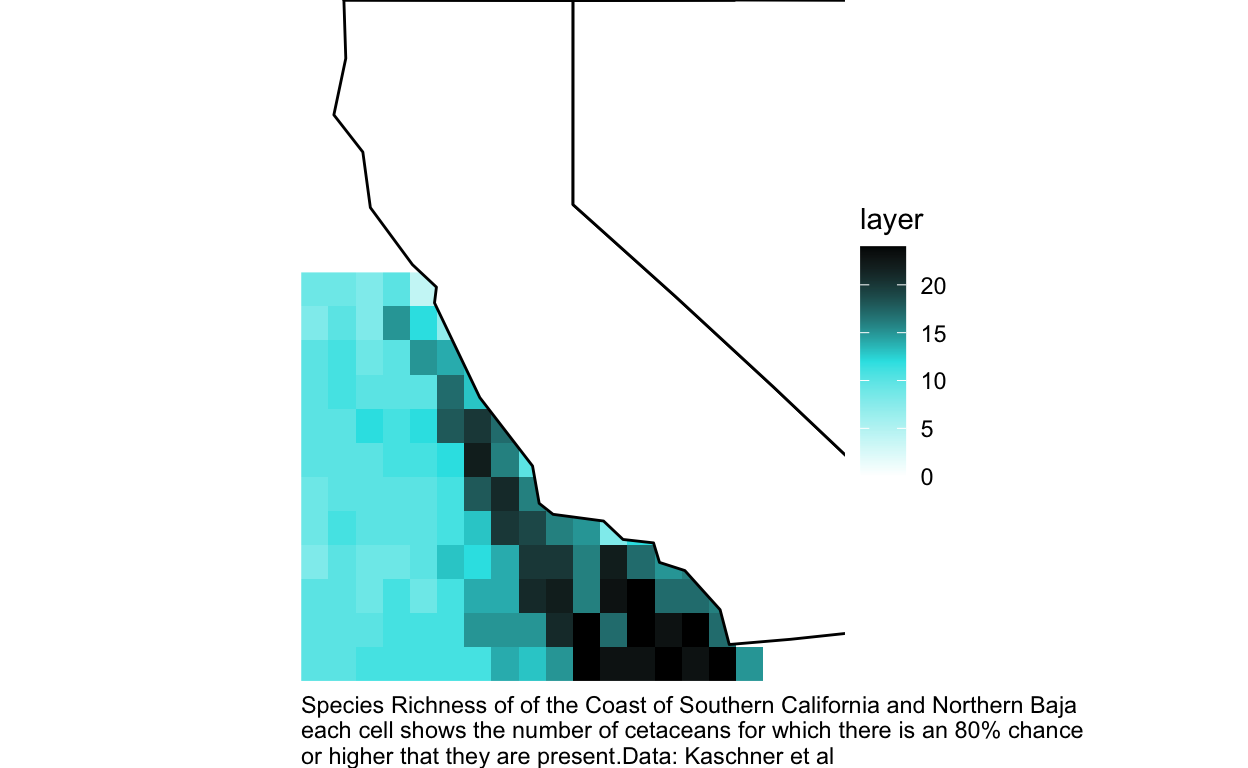 layer
20
15
10
5
0
Species Richness of of the Coast of Southern California and Northern Baja
each cell shows the number of cetaceans for which there is an 80% chance
or higher that they are present.Data: Kaschner et al